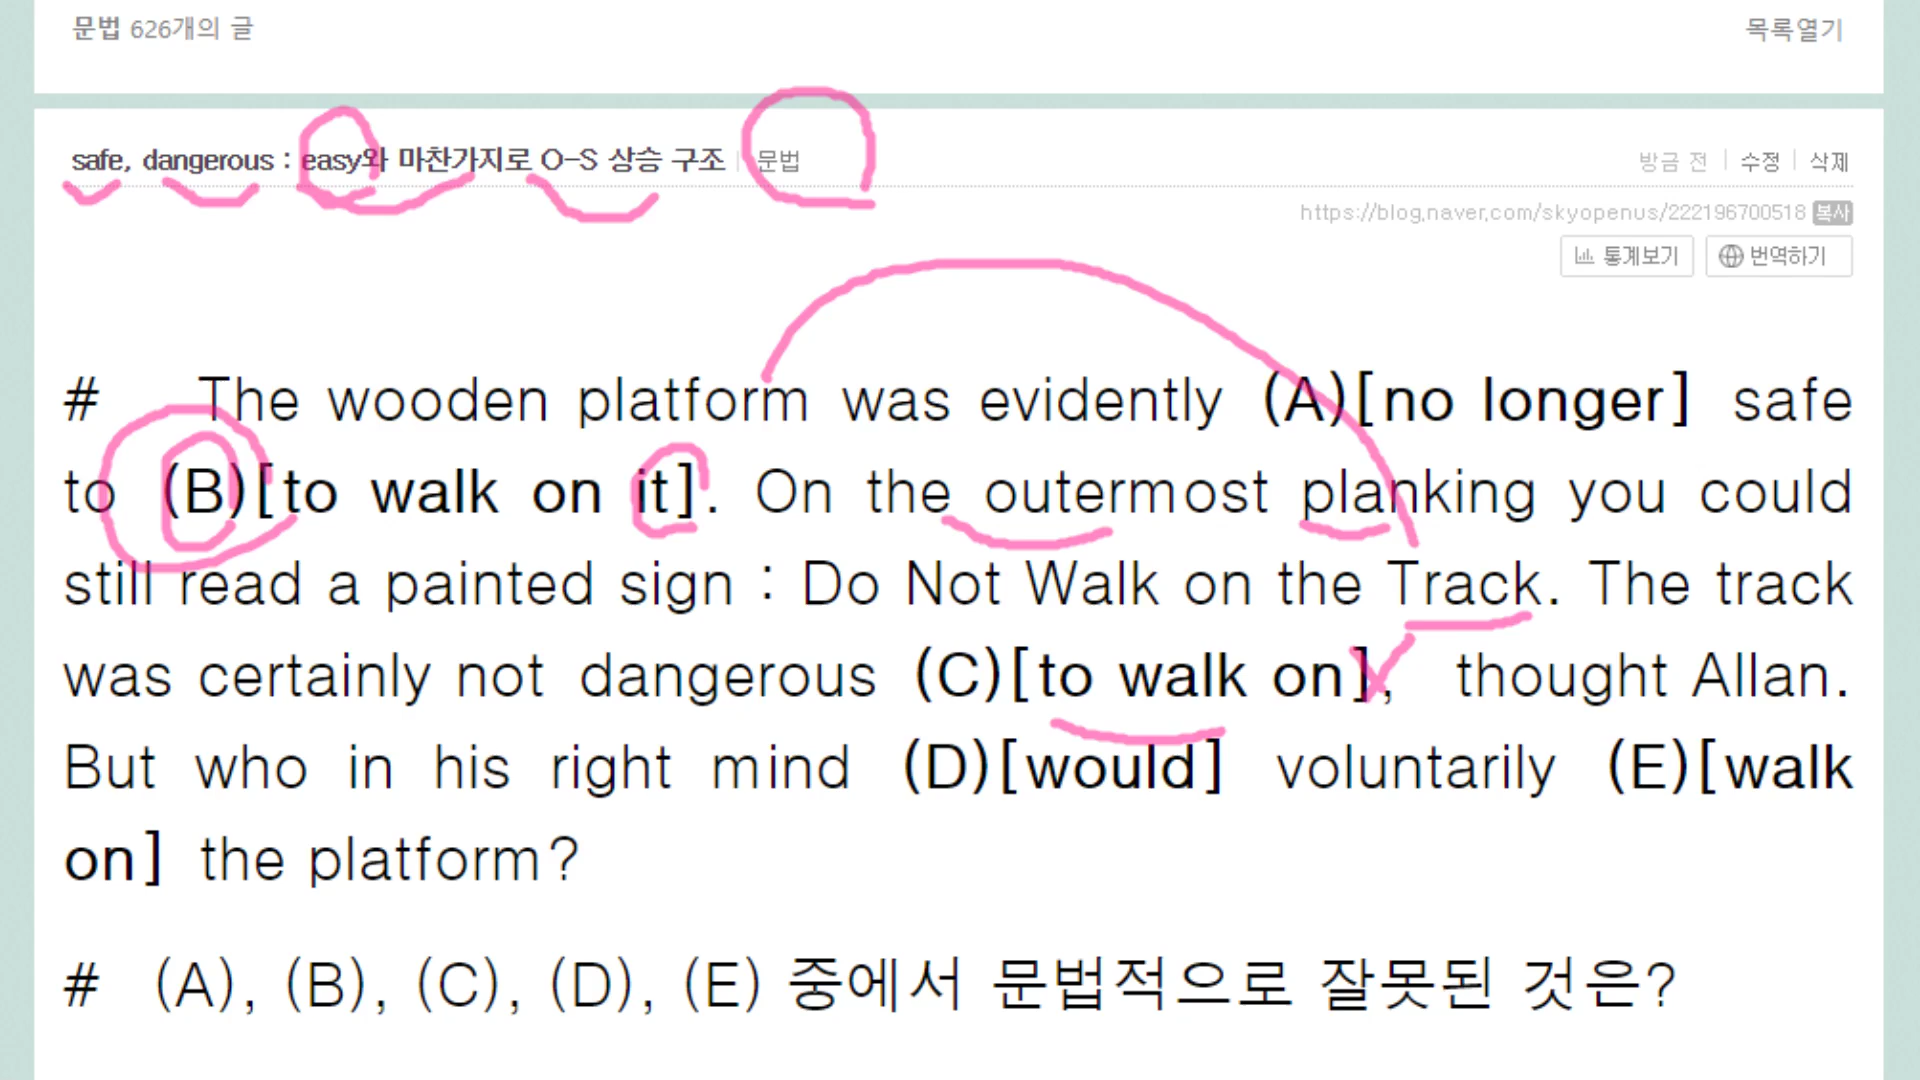 문법 626개의 글
목록열기
safe, dangerous : easy와 마찬가지로 O-S 상승 구조 | 문법
방금 전 | 수정 | 삭제
https://blog.naver.com/skyopenus/222196700518 복사
통계보기 번역하기
# The wooden platform was evidently (A)[no longer] safe
to (B)[to walk on it]. On the outermost planking you could
still read a painted sign : Do Not Walk on the Track. The track
was certainly not dangerous (C)[to walk on], thought Allan.
But who in his right mind (D)[would] voluntarily (E)[walk
on] the platform?
# (A), (B), (C), (D), (E) 중에서 문법적으로 잘못된 것은?